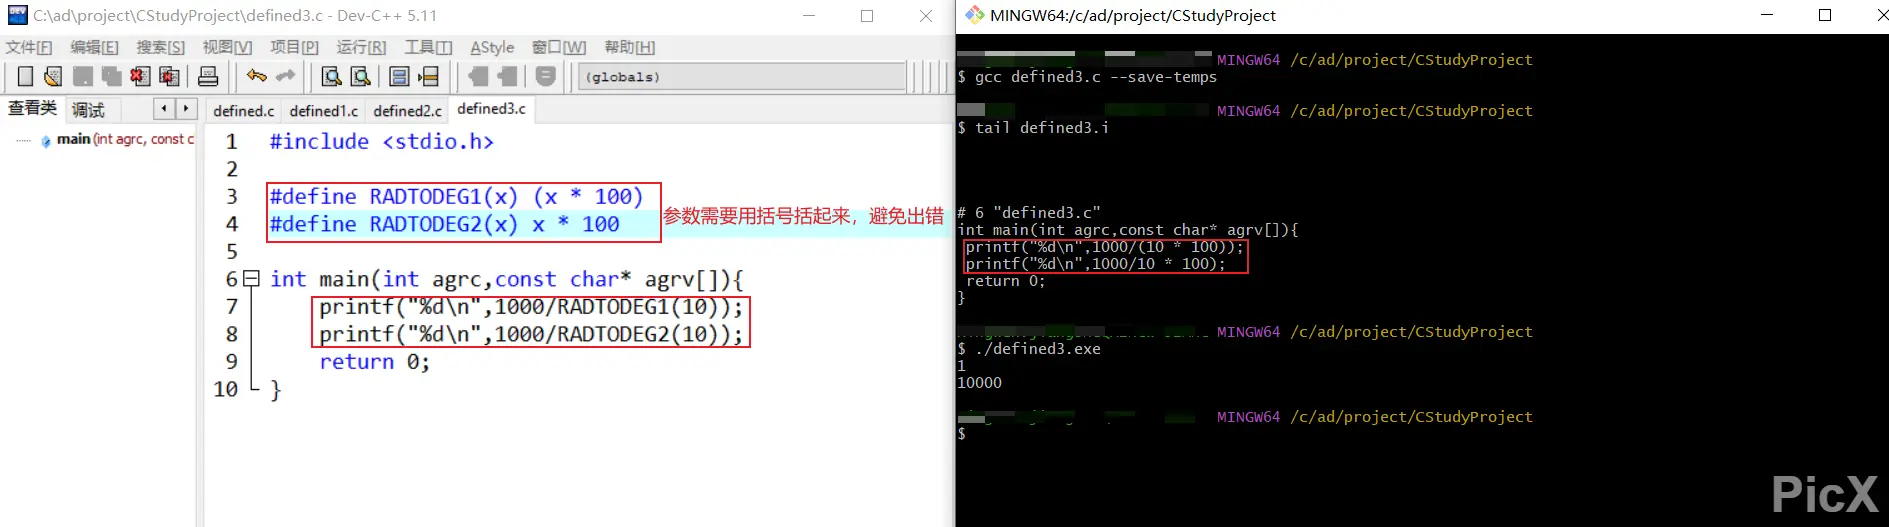 C:\ad\project\CStudyProject\defined3.c - Dev-C++ 5.11
文件[F] 编辑[E] 搜索[S] 视图[V] 项目[P] 运行[R] 工具[T] AStyle 窗口[W] 帮助[H]
(globals)
查看类 调试
defined.c defined1.c defined2.c defined3.c
main (int agrc, const c
1 #include <stdio.h>
2
3 #define RADTODEG1(x) (x * 100)
4 #define RADTODEG2(x) x * 100
参数需要用括号括起来，避免出错
5
6 int main(int agrc,const char* agrv[]){
7 printf("%d\n",1000/RADTODEG1(10));
8 printf("%d\n",1000/RADTODEG2(10));
9 return 0;
10 }
MINGW64:/c/ad/project/CStudyProject
MINGW64 /c/ad/project/CStudyProject
$ gcc defined3.c --save-temps
MINGW64 /c/ad/project/CStudyProject
$ tail defined3.i
# 6 "defined3.c"
int main(int agrc,const char* agrv[]){
printf("%d\n",1000/(10 * 100));
printf("%d\n",1000/10 * 100);
return 0;
}
MINGW64 /c/ad/project/CStudyProject
$ ./defined3.exe
1
10000
MINGW64 /c/ad/project/CStudyProject
$
PicX